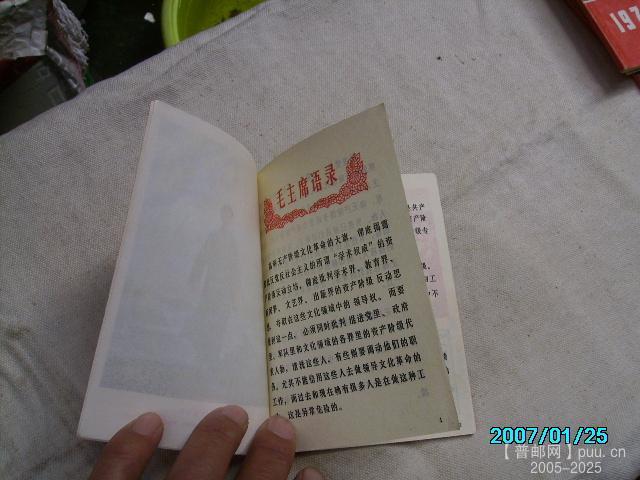 毛主席语录
高举无产阶级文化革命的大旗，彻底揭露
反党反社会主义的所谓“学术权威”的资
产阶级反动立场，彻底批判学术界、教育界、
新闻界、文艺界、出版界的资产阶级反动思
想，夺取在这些文化领域中的领导权。而要
做到这一点，必须同时批判混进党里、政府
里、军队里和文化领域的各界里的资产阶级代
表人物，清洗这些人，有些则要调动他们的职
务。尤其不能信用这些人去做领导文化革命的
工作，而过去和现在确有很多人是在做这种工
作，这是异常危险的。
1
197
共产
产阶
级专
2007/01/25
【普邮网】puu.cn
2005-2025